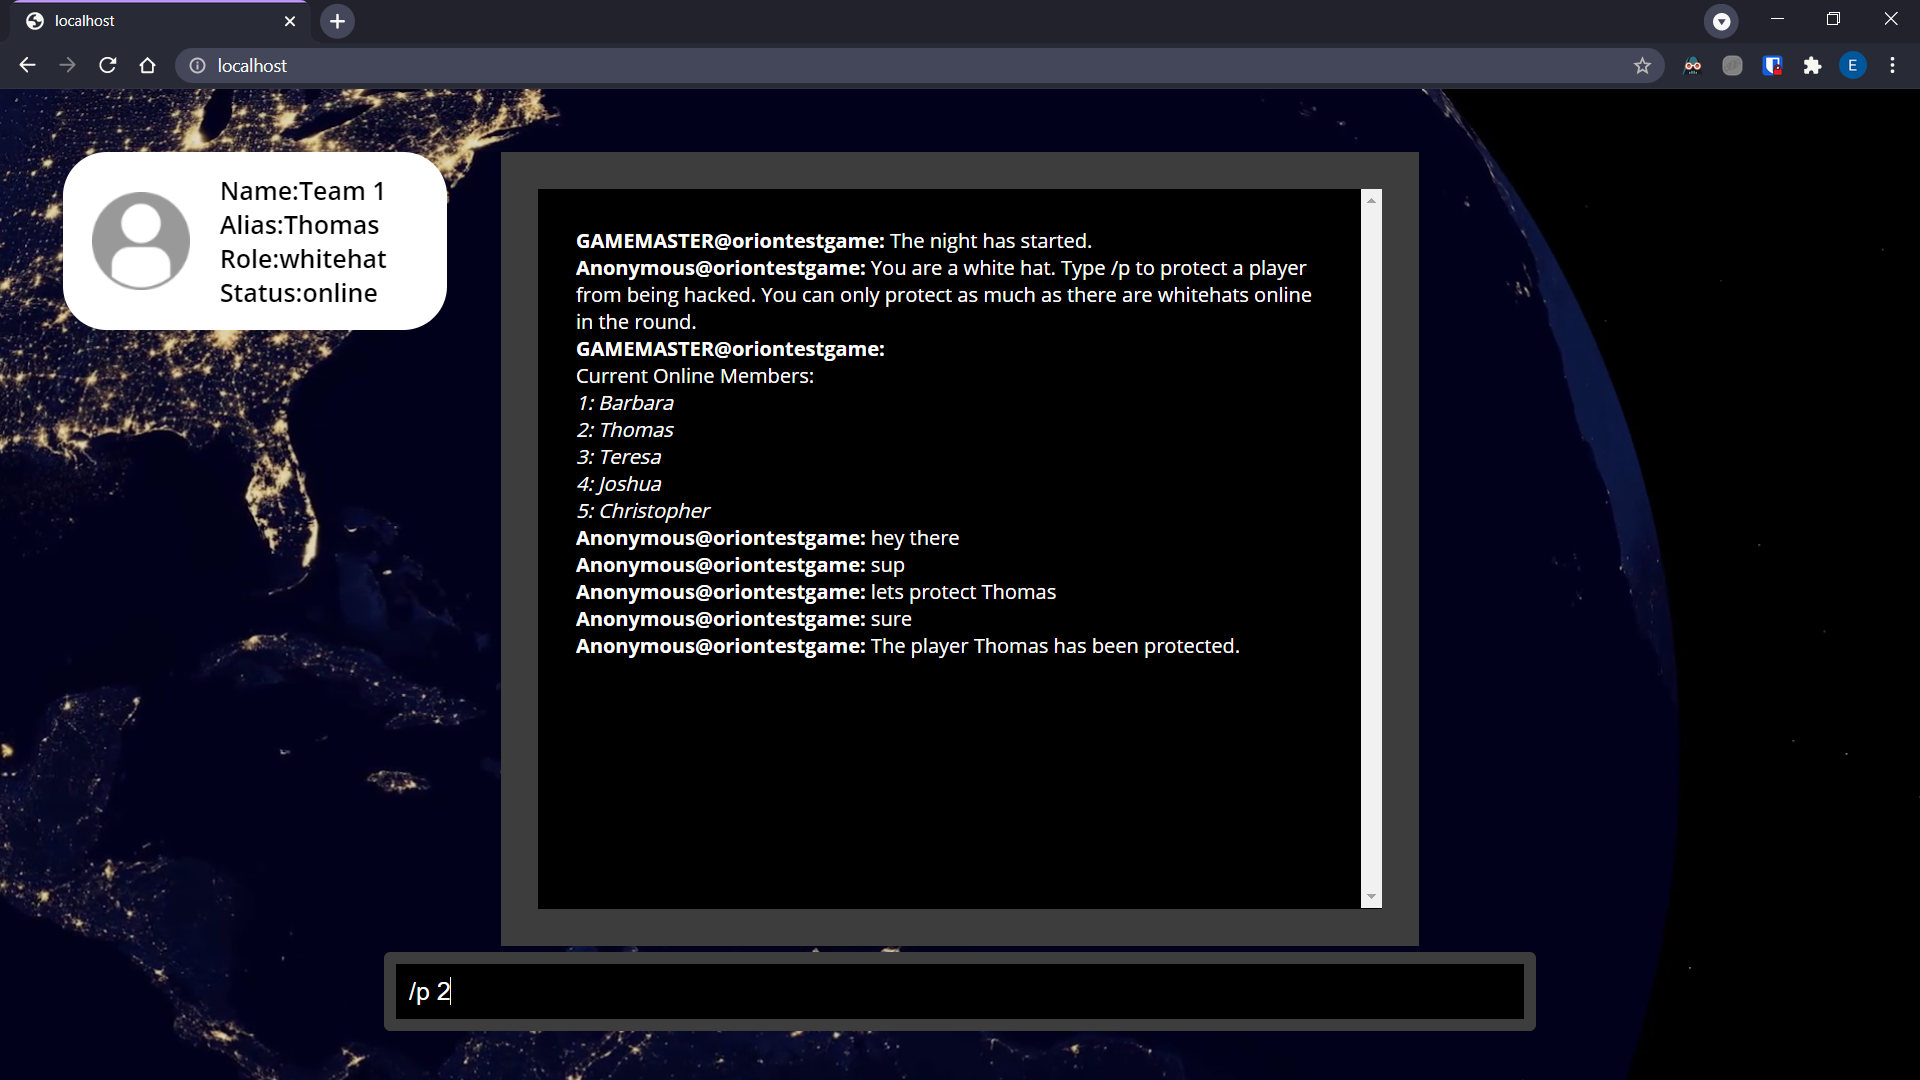 localhost
localhost
E
Name:Team 1
Alias:Thomas
Role:whitehat
Status:online
GAMEMASTER@oriontestgame: The night has started.
Anonymous@oriontestgame: You are a white hat. Type /p to protect a player
from being hacked. You can only protect as much as there are whitehats online
in the round.
GAMEMASTER@oriontestgame:
Current Online Members:
1: Barbara
2: Thomas
3: Teresa
4: Joshua
5: Christopher
Anonymous@oriontestgame: hey there
Anonymous@oriontestgame: sup
Anonymous@oriontestgame: lets protect Thomas
Anonymous@oriontestgame: sure
Anonymous@oriontestgame: The player Thomas has been protected.
/p 2